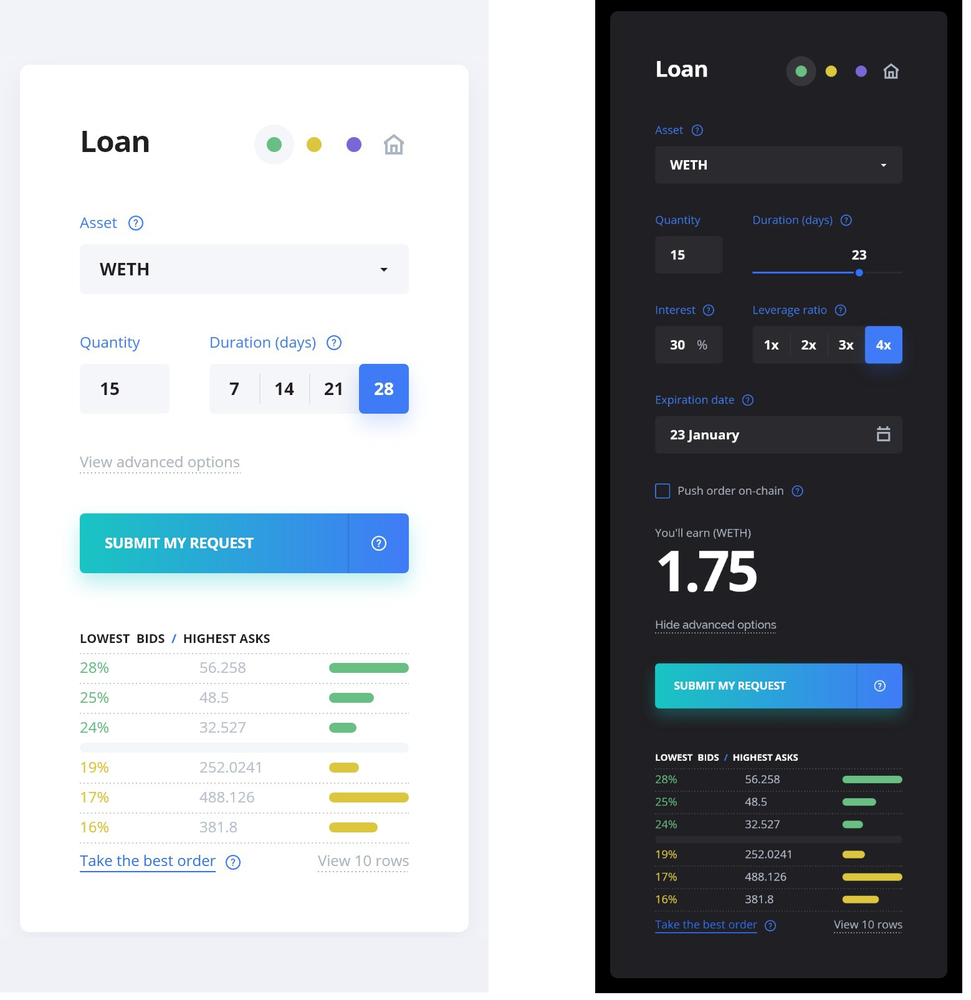 Loan
Asset ?
WETH
Quantity Duration (days) ?
15 7 14 21 28
View advanced options
SUBMIT MY REQUEST ?
LOWEST BIDS / HIGHEST ASKS
28% 56.258
25% 48.5
24% 32.527
19% 252.0241
17% 488.126
16% 381.8
Take the best order ? View 10 rows
Loan
Asset ?
WETH
Quantity Duration (days) ?
15 23
Interest ? Leverage ratio ?
30 % 1x 2x 3x 4x
Expiration date ?
23 January
Push order on-chain ?
You'll earn (WETH)
1.75
Hide advanced options
SUBMIT MY REQUEST ?
LOWEST BIDS / HIGHEST ASKS
28% 56.258
25% 48.5
24% 32.527
19% 252.0241
17% 488.126
16% 381.8
Take the best order ? View 10 rows